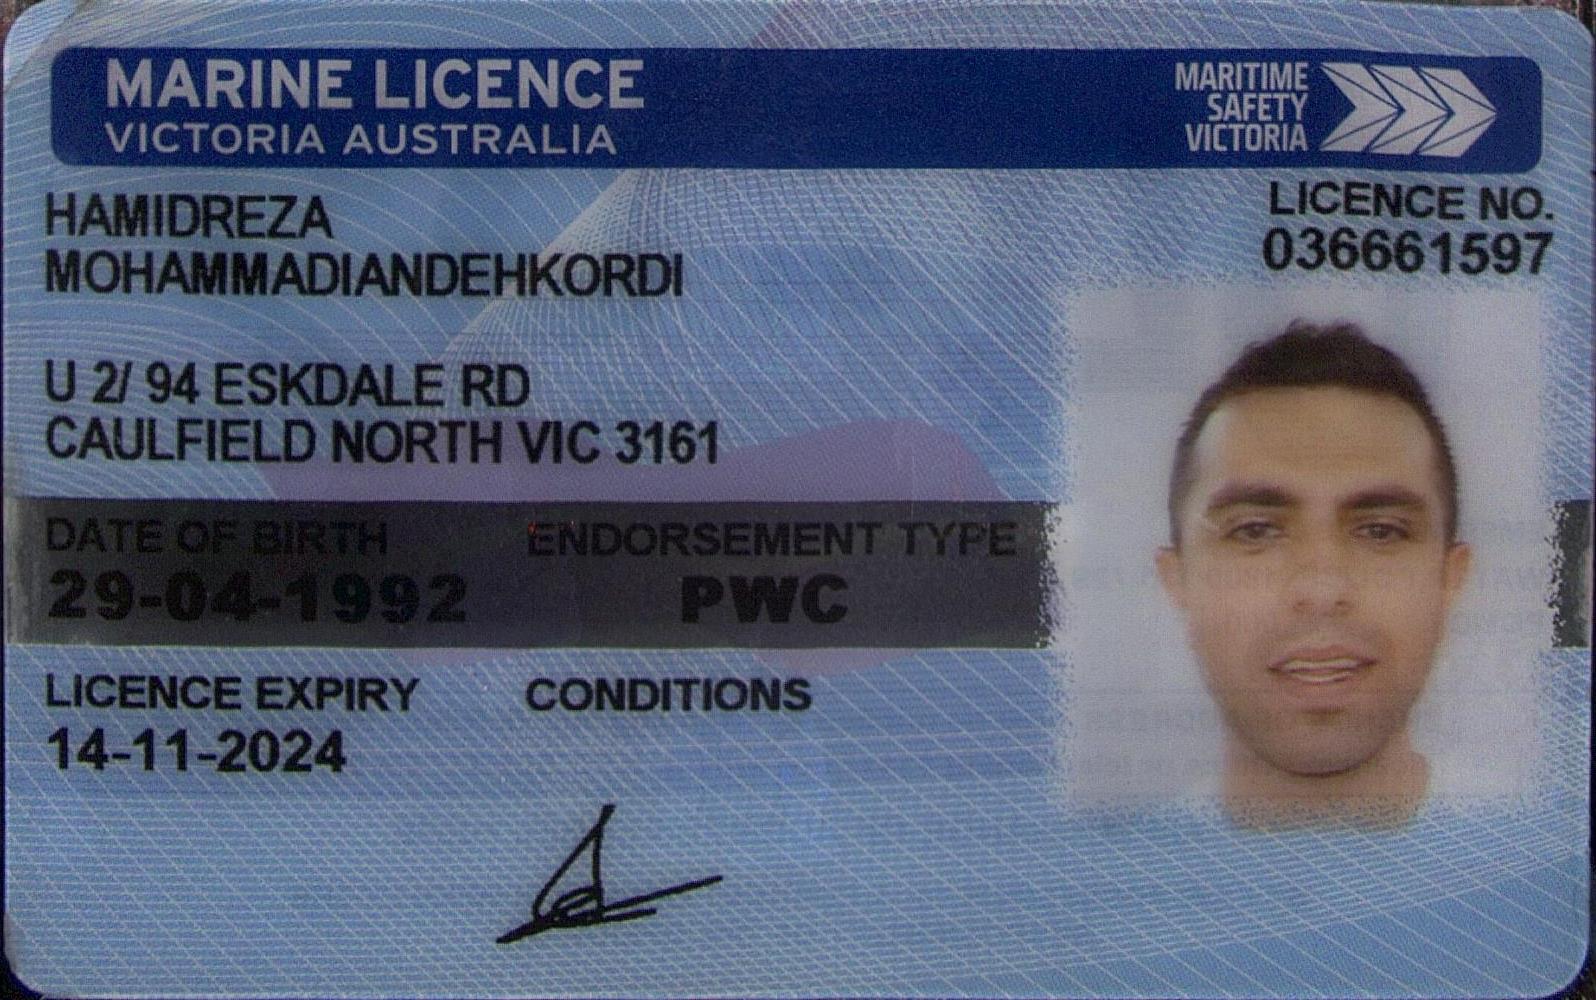 MARINE LICENCE
VICTORIA AUSTRALIA
MARITIME
SAFETY
VICTORIA
HAMIDREZA
MOHAMMADIANDEHKORDI
LICENCE NO.
036661597
U 2/ 94 ESKDALE RD
CAULFIELD NORTH VIC 3161
DATE OF BIRTH ENDORSEMENT TYPE
29-04-1992 PWC
LICENCE EXPIRY CONDITIONS
14-11-2024